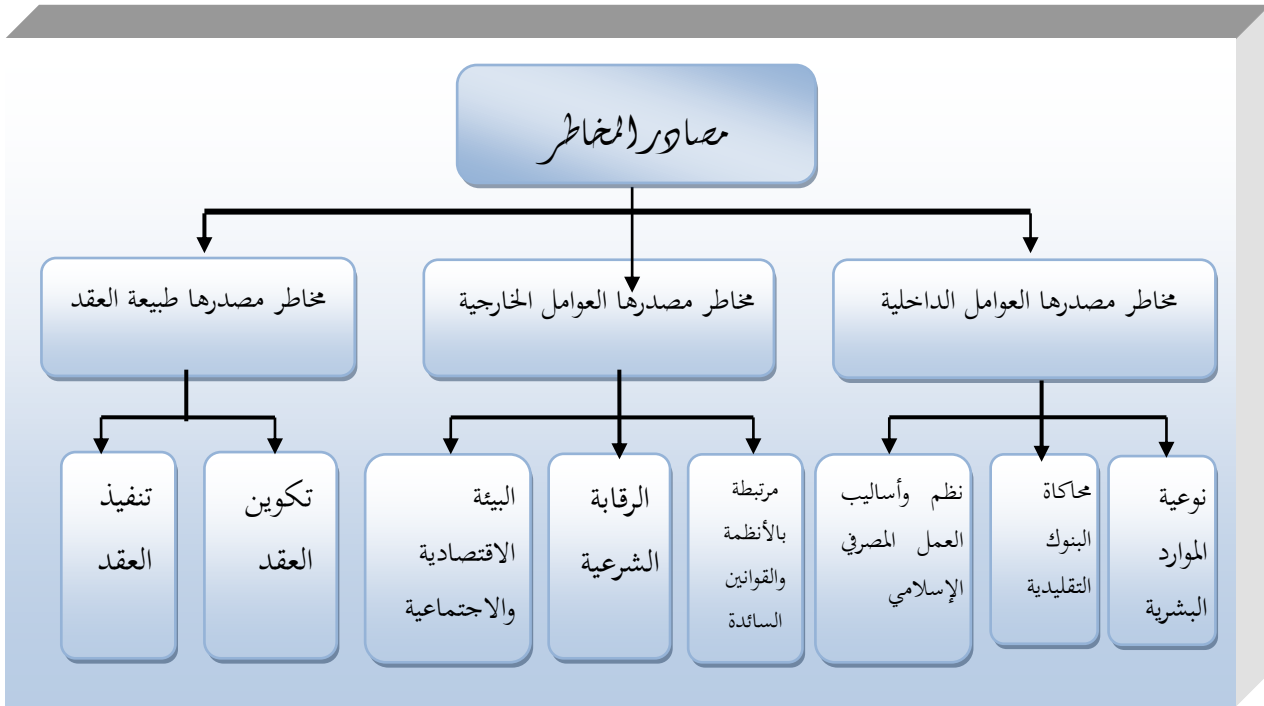 مصادر المخاطر
مخاطر مصدرها العوامل الداخلية
مخاطر مصدرها العوامل الخارجية
مخاطر مصدرها طبيعة العقد
نوعية
الموارد
البشرية
محاكاة
البنوك
التقليدية
نظم وأساليب
العمل المصرفي
الإسلامي
مرتبطة
بالأنظمة
والقوانين
السائدة
الرقابة
الشرعية
البيئة
الاقتصادية
والاجتماعية
تكوين
العقد
تنفيذ
العقد